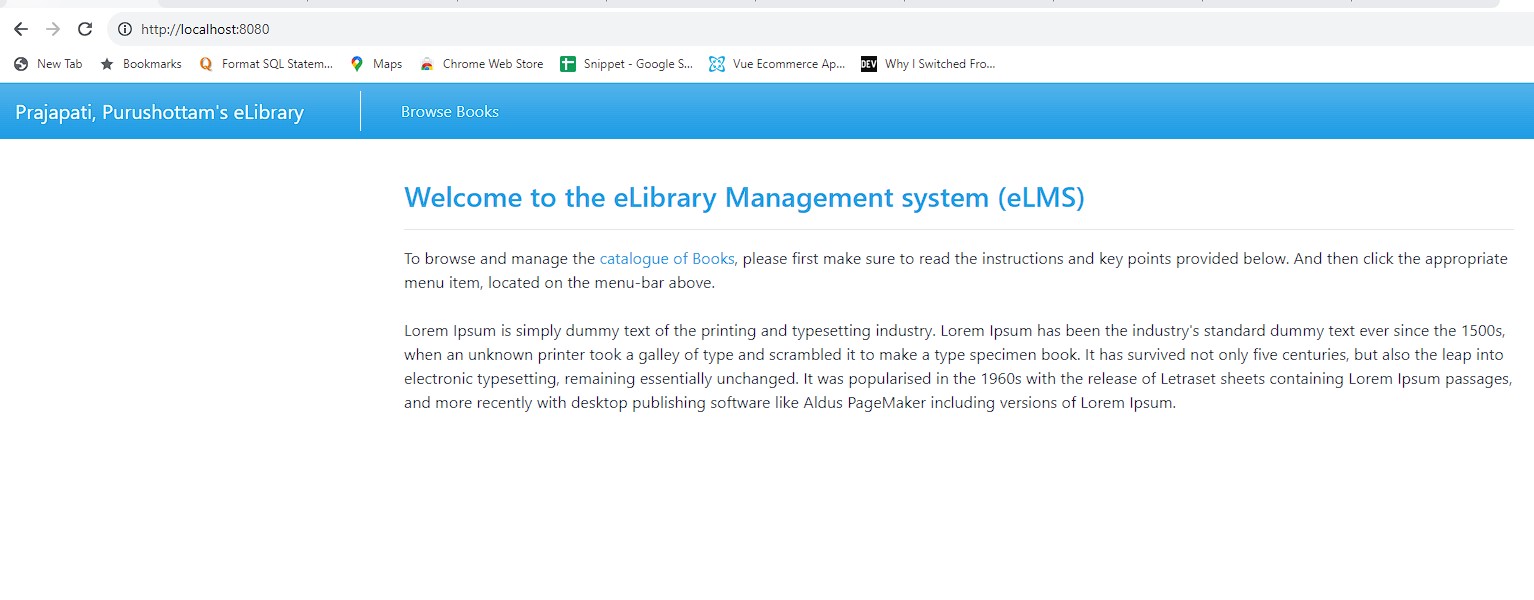 http://localhost:8080
New Tab Bookmarks Format SQL Statem... Maps Chrome Web Store Snippet - Google S... Vue Ecommerce Ap... DEV Why I Switched Fro...
Prajapati, Purushottam's eLibrary Browse Books
Welcome to the eLibrary Management system (eLMS)
To browse and manage the catalogue of Books, please first make sure to read the instructions and key points provided below. And then click the appropriate
menu item, located on the menu-bar above.
Lorem Ipsum is simply dummy text of the printing and typesetting industry. Lorem Ipsum has been the industry's standard dummy text ever since the 1500s,
when an unknown printer took a galley of type and scrambled it to make a type specimen book. It has survived not only five centuries, but also the leap into
electronic typesetting, remaining essentially unchanged. It was popularised in the 1960s with the release of Letraset sheets containing Lorem Ipsum passages,
and more recently with desktop publishing software like Aldus PageMaker including versions of Lorem Ipsum.